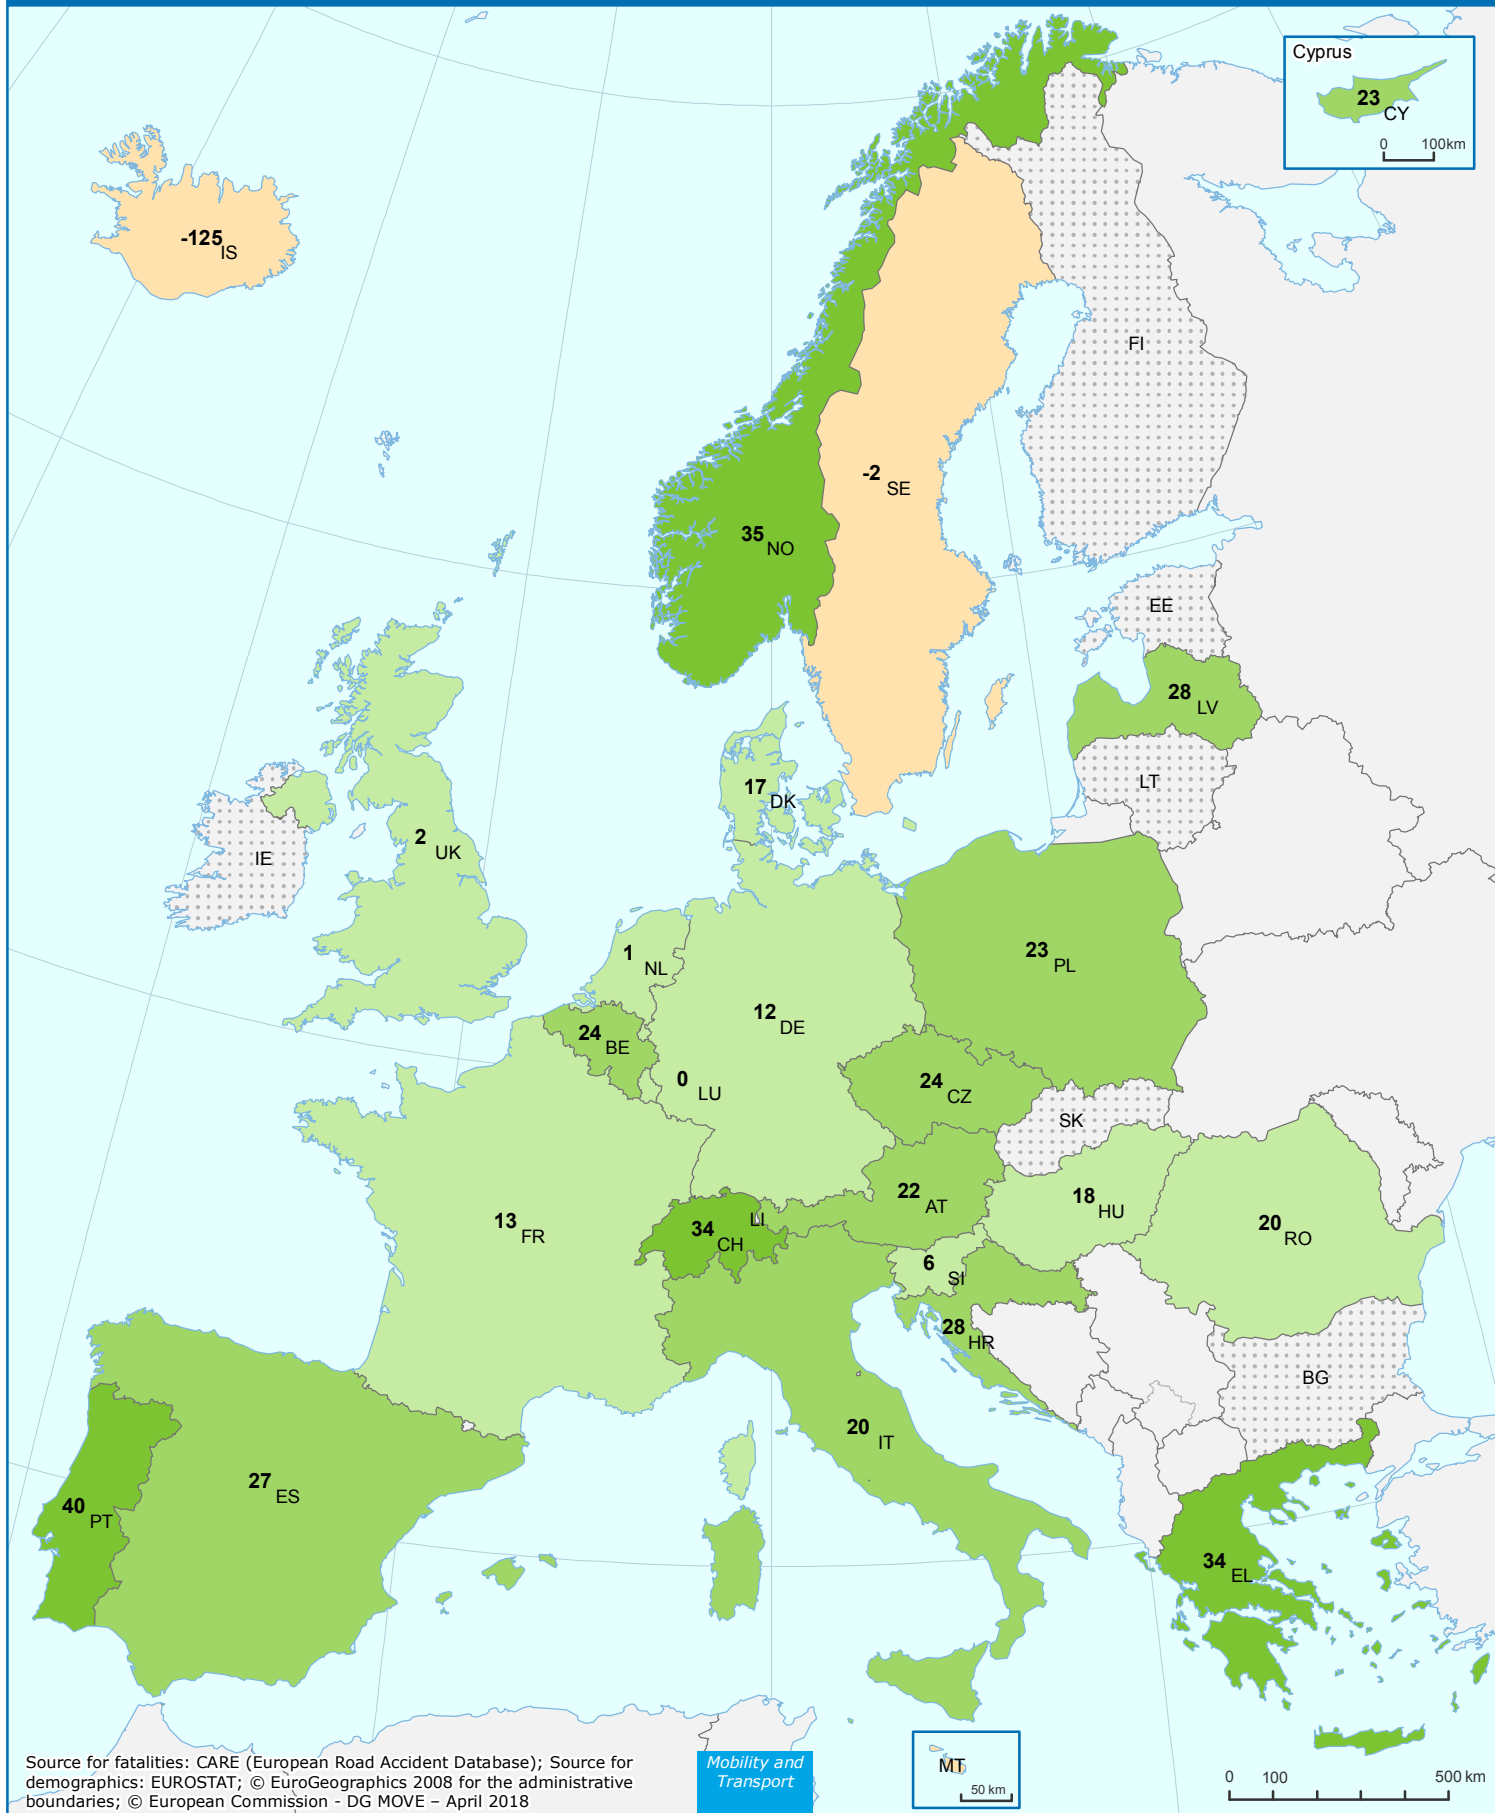 Cyprus
23
CY
0 100km
-125
IS
FI
-2
SE
35
NO
EE
28
LV
LT
17
DK
2
UK
IE
1
NL
23
PL
12
DE
24
BE
0
LU
24
CZ
SK
22
AT
18
HU
20
RO
13
FR
34
CH
LI
6
SI
28
HR
BG
20
IT
27
ES
40
PT
34
EL
MT
50 km
0 100 500 km
Mobility and
Transport
Source for fatalities: CARE (European Road Accident Database); Source for
demographics: EUROSTAT; © EuroGeographics 2008 for the administrative
boundaries; © European Commission - DG MOVE – April 2018